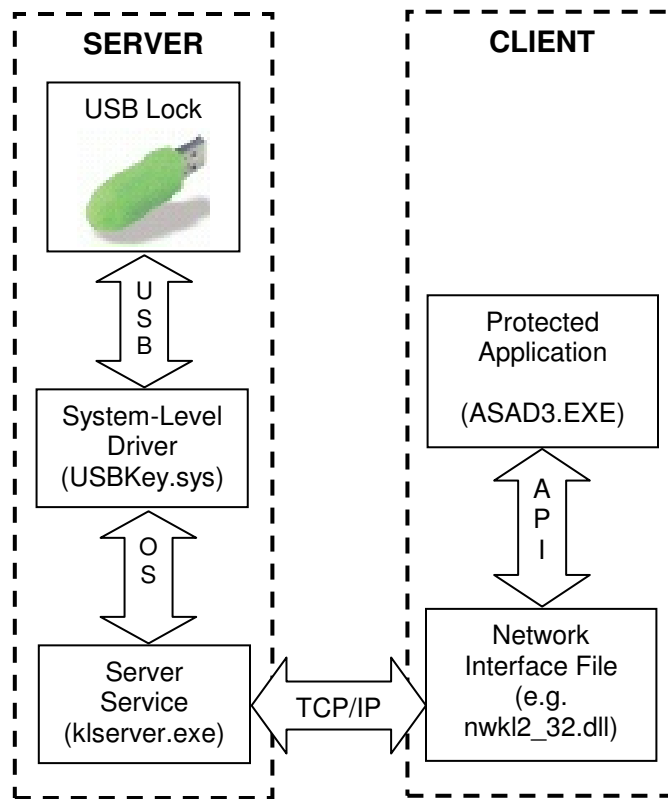 SERVER
USB Lock
U
S
B
System-Level
Driver
(USBKey.sys)
O
S
Server
Service
(klserver.exe)
TCP/IP
CLIENT
Protected
Application
(ASAD3.EXE)
A
P
I
Network
Interface File
(e.g.
nwkl2_32.dll)